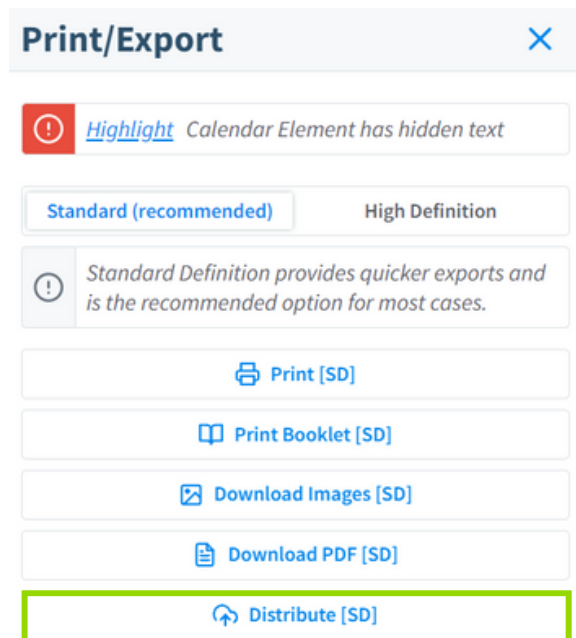 Print/Export
Highlight Calendar Element has hidden text
Standard (recommended) High Definition
Standard Definition provides quicker exports and
is the recommended option for most cases.
Print [SD]
Print Booklet [SD]
Download Images [SD]
Download PDF [SD]
Distribute [SD]